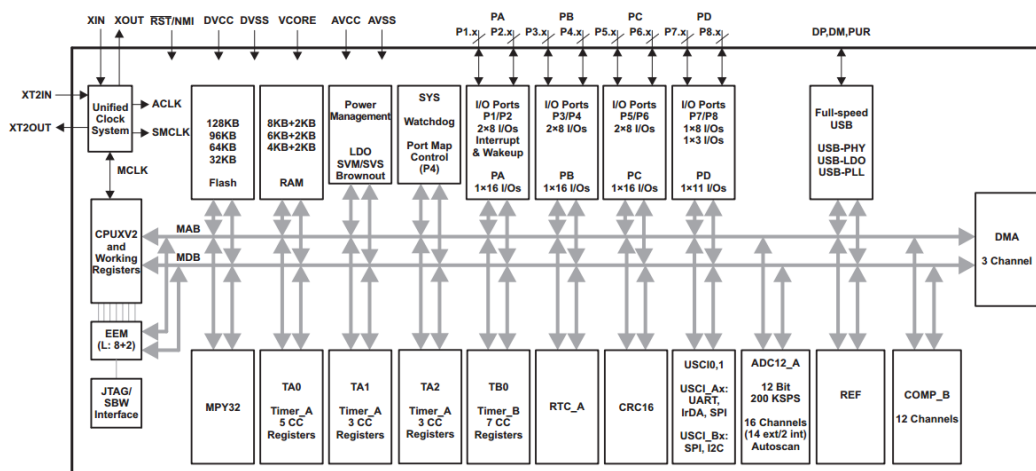 XIN XOUT RST/NMI DVCC DVSS VCORE AVCC AVSS PA PB PC PD DP,DM,PUR
P1.x P2.x P3.x P4.x P5.x P6.x P7.x P8.x
XT2IN
XT2OUT
Unified
Clock
System
ACLK
SMCLK
MCLK
128KB
96KB
64KB
32KB
Flash
8KB+2KB
6KB+2KB
4KB+2KB
RAM
Power
Management
LDO
SVM/SVS
Brownout
SYS
Watchdog
Port Map
Control
(P4)
I/O Ports
P1/P2
2×8 I/Os
Interrupt
& Wakeup
PA
1×16 I/Os
I/O Ports
P3/P4
2×8 I/Os
PB
1×16 I/Os
I/O Ports
P5/P6
2×8 I/Os
PC
1×16 I/Os
I/O Ports
P7/P8
1×8 I/Os
1×3 I/Os
PD
1×11 I/Os
Full-speed
USB
USB-PHY
USB-LDO
USB-PLL
CPUXV2
and
Working
Registers
MAB
MDB
DMA
3 Channel
EEM
(L: 8+2)
JTAG/
SBW
Interface
MPY32
TA0
Timer_A
5 CC
Registers
TA1
Timer_A
3 CC
Registers
TA2
Timer_A
3 CC
Registers
TB0
Timer_B
7 CC
Registers
RTC_A
CRC16
USCI0,1
USCI_Ax:
UART,
IrDA, SPI
USCI_Bx:
SPI, I2C
ADC12_A
12 Bit
200 KSPS
16 Channels
(14 ext/2 int)
Autoscan
REF
COMP_B
12 Channels